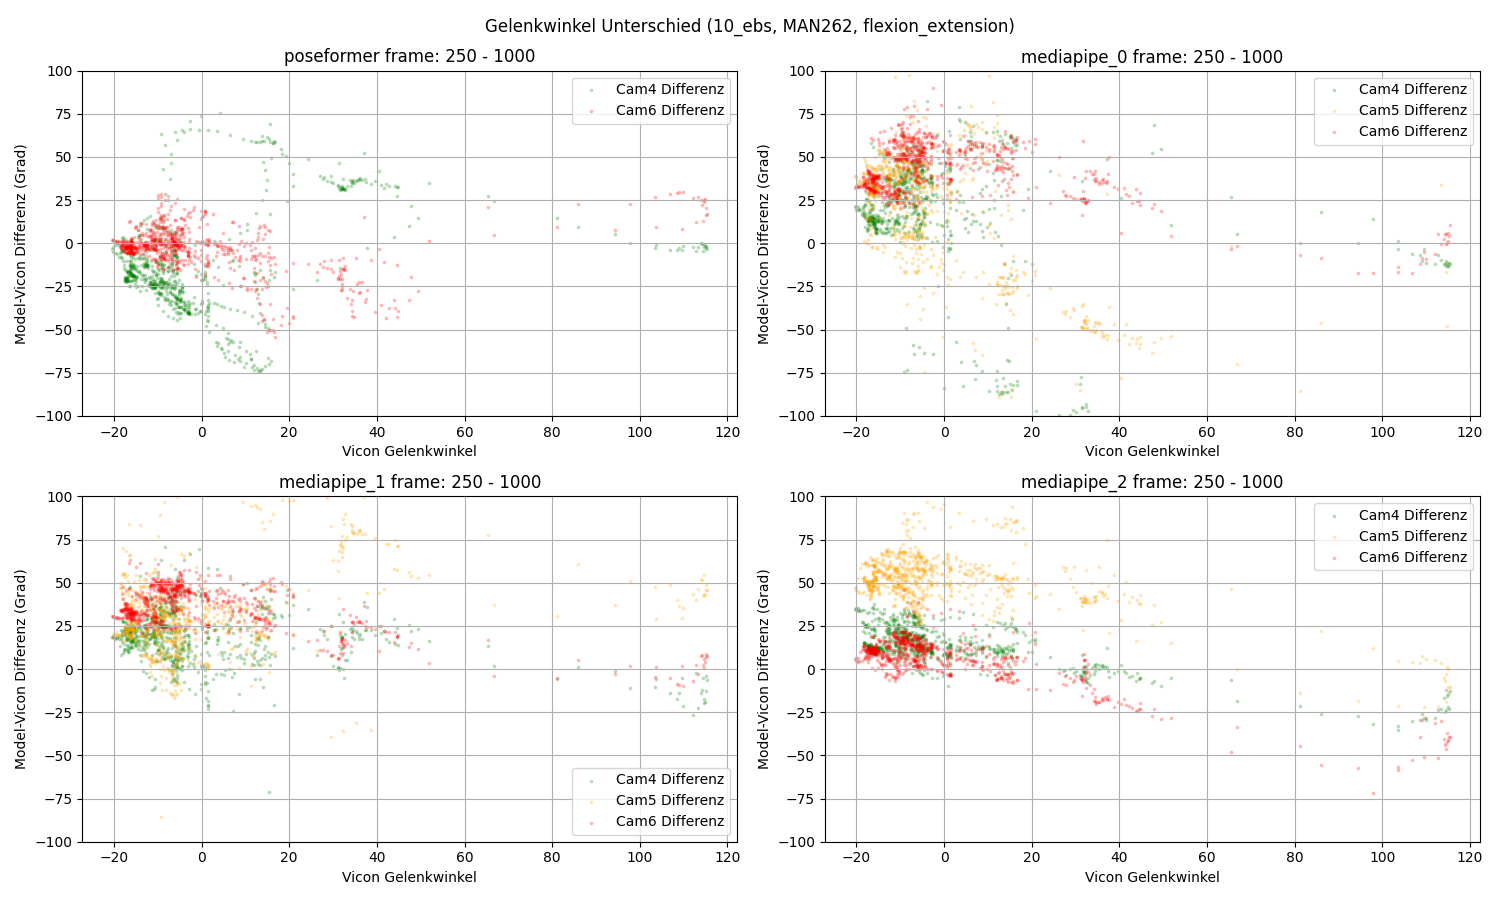 Gelenkwinkel Unterschied (10_ebs, MAN262, flexion_extension)
poseformer frame: 250 - 1000
100
75
50
25
0
−25
−50
−75
−100
Model-Vicon Differenz (Grad)
Cam4 Differenz
Cam6 Differenz
−20 0 20 40 60 80 100 120
Vicon Gelenkwinkel
mediapipe_0 frame: 250 - 1000
100
75
50
25
0
−25
−50
−75
−100
Model-Vicon Differenz (Grad)
Cam4 Differenz
Cam5 Differenz
Cam6 Differenz
−20 0 20 40 60 80 100 120
Vicon Gelenkwinkel
mediapipe_1 frame: 250 - 1000
100
75
50
25
0
−25
−50
−75
−100
Model-Vicon Differenz (Grad)
Cam4 Differenz
Cam5 Differenz
Cam6 Differenz
−20 0 20 40 60 80 100 120
Vicon Gelenkwinkel
mediapipe_2 frame: 250 - 1000
100
75
50
25
0
−25
−50
−75
−100
Model-Vicon Differenz (Grad)
Cam4 Differenz
Cam5 Differenz
Cam6 Differenz
−20 0 20 40 60 80 100 120
Vicon Gelenkwinkel